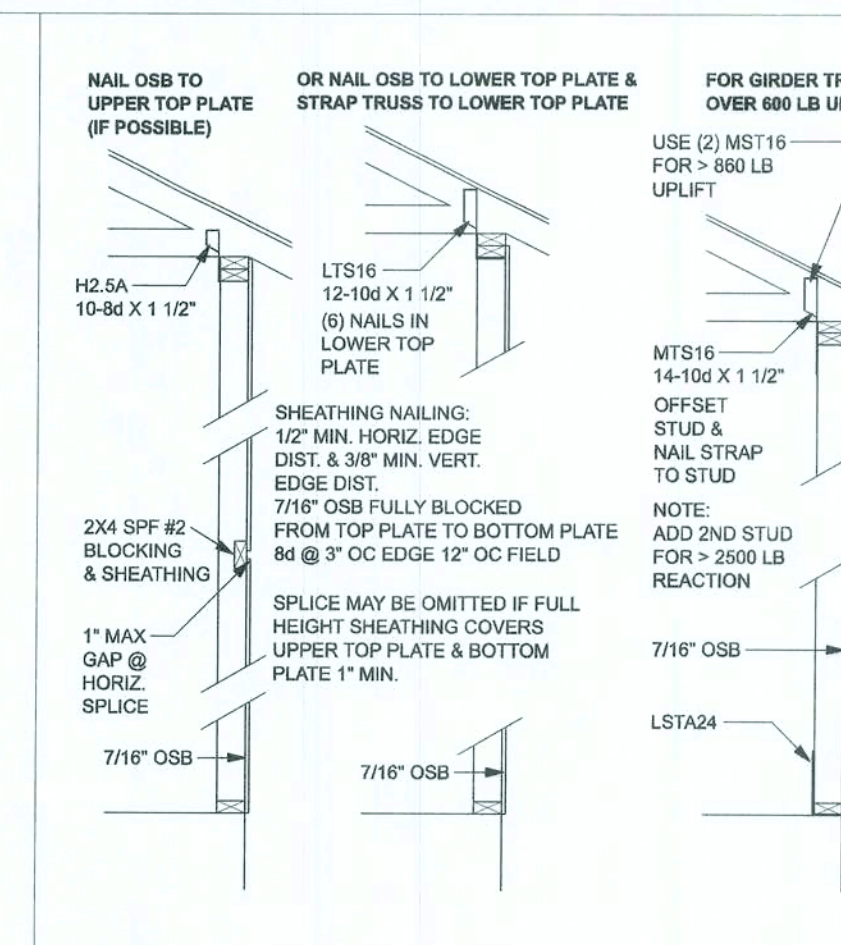 NAIL OSB TO
UPPER TOP PLATE
(IF POSSIBLE)
H2.5A
10-8d X 1 1/2"
2X4 SPF #2
BLOCKING
& SHEATHING
1" MAX
GAP @
HORIZ.
SPLICE
7/16" OSB
OR NAIL OSB TO LOWER TOP PLATE &
STRAP TRUSS TO LOWER TOP PLATE
LTS16
12-10d X 1 1/2"
(6) NAILS IN
LOWER TOP
PLATE
SHEATHING NAILING:
1/2" MIN. HORIZ. EDGE
DIST. & 3/8" MIN. VERT.
EDGE DIST.
7/16" OSB FULLY BLOCKED
FROM TOP PLATE TO BOTTOM PLATE
8d @ 3" OC EDGE 12" OC FIELD
SPLICE MAY BE OMITTED IF FULL
HEIGHT SHEATHING COVERS
UPPER TOP PLATE & BOTTOM
PLATE 1" MIN.
7/16" OSB
FOR GIRDER
OVER 600 LB
USE (2) MST16
FOR > 860 LB
UPLIFT
MTS16
14-10d X 1 1/2"
OFFSET
STUD &
NAIL STRAP
TO STUD
NOTE:
ADD 2ND STUD
FOR > 2500 LB
REACTION
7/16" OSB
LSTA24